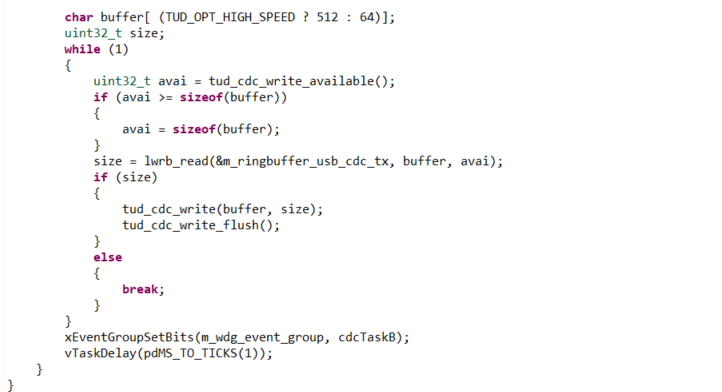 char buffer[ (TUD_OPT_HIGH_SPEED ? 512 : 64)];
uint32_t size;
while (1)
{
uint32_t avai = tud_cdc_write_available();
if (avai >= sizeof(buffer))
{
avai = sizeof(buffer);
}
size = lwrb_read(&m_ringbuffer_usb_cdc_tx, buffer, avai);
if (size)
{
tud_cdc_write(buffer, size);
tud_cdc_write_flush();
}
else
{
break;
}
}
xEventGroupSetBits(m_wdg_event_group, cdcTaskB);
vTaskDelay(pdMS_TO_TICKS(1));
}
}